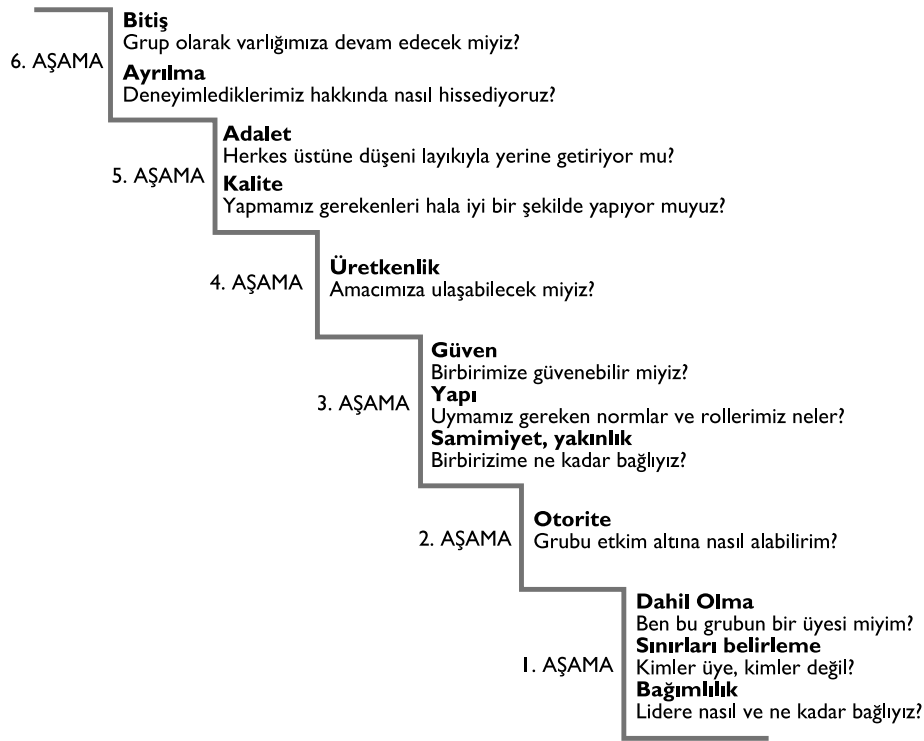 6. AŞAMA
Bitiş
Grup olarak varlığımıza devam edecek miyiz?
Ayrılma
Deneyimlediklerimiz hakkında nasıl hissediyoruz?
5. AŞAMA
Adalet
Herkes üstüne düşeni layıkıyla yerine getiriyor mu?
Kalite
Yapmamız gerekenleri hala iyi bir şekilde yapıyor muyuz?
4. AŞAMA
Üretkenlik
Amacımıza ulaşabilecek miyiz?
3. AŞAMA
Güven
Birbirimize güvenebilir miyiz?
Yapı
Uymamız gereken normlar ve rollerimiz neler?
Samimiyet, yakınlık
Birbirizime ne kadar bağlıyız?
2. AŞAMA
Otorite
Grubu etkim altına nasıl alabilirim?
1. AŞAMA
Dahil Olma
Ben bu grubun bir üyesi miyim?
Sınırları belirleme
Kimler üye, kimler değil?
Bağımlılık
Lidere nasıl ve ne kadar bağlıyız?